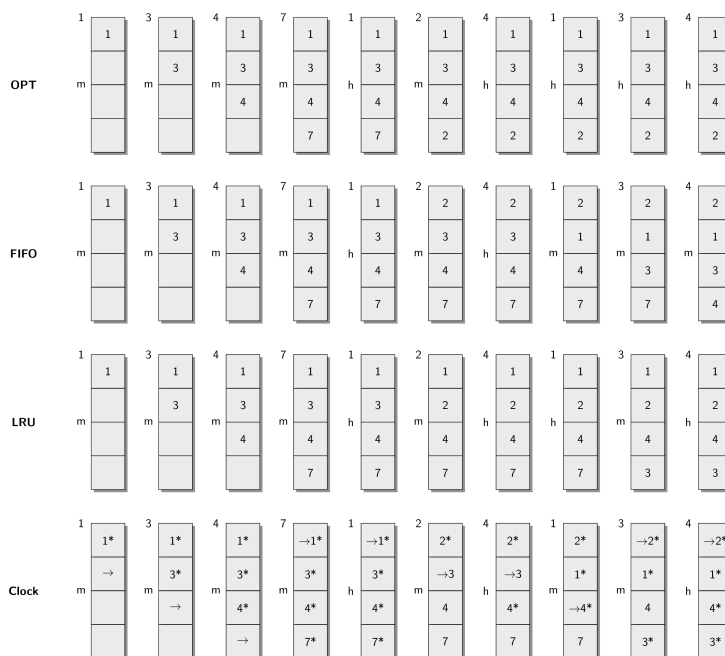 1 3 4 7 1 2 4 1 3 4
1 1 1 1 1 1 1 1 1 1
3 3 3 3 3 3 3 3 3
OPT m m m m h m h h h h
4 4 4 4 4 4 4 4
7 7 2 2 2 2 2
1 3 4 7 1 2 4 1 3 4
1 1 1 1 1 2 2 2 2 2
3 3 3 3 3 3 1 1 1
FIFO m m m m h m h m m m
4 4 4 4 4 4 3 3
7 7 7 7 7 7 4
1 3 4 7 1 2 4 1 3 4
1 1 1 1 1 1 1 1 1 1
3 3 3 3 2 2 2 2 2
LRU m m m m h m h h m h
4 4 4 4 4 4 4 4
7 7 7 7 7 3 3
1 3 4 7 1 2 4 1 3 4
1* 1* 1* →1* →1* 2* 2* 2* →2* →2*
→ 3* 3* 3* 3* →3 →3 1* 1* 1*
Clock m m m m h m h m m h
→ 4* 4* 4* 4 4* →4* 4 4*
→ 7* 7* 7 7 7 3* 3*